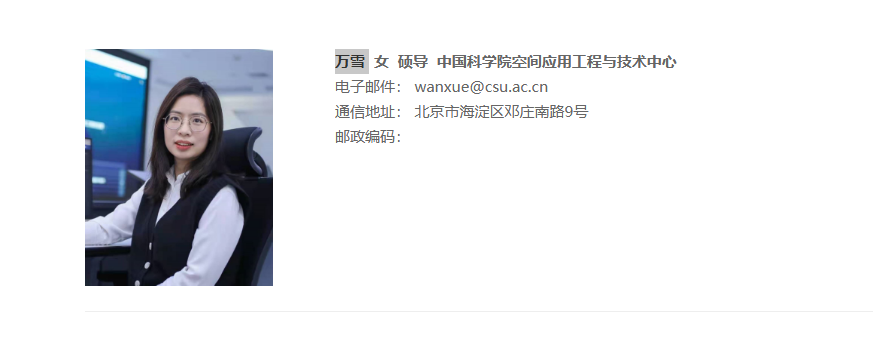 万雪 女 硕导 中国科学院空间应用工程与技术中心
电子邮件： wanxue@csu.ac.cn
通信地址： 北京市海淀区邓庄南路9号
邮政编码：